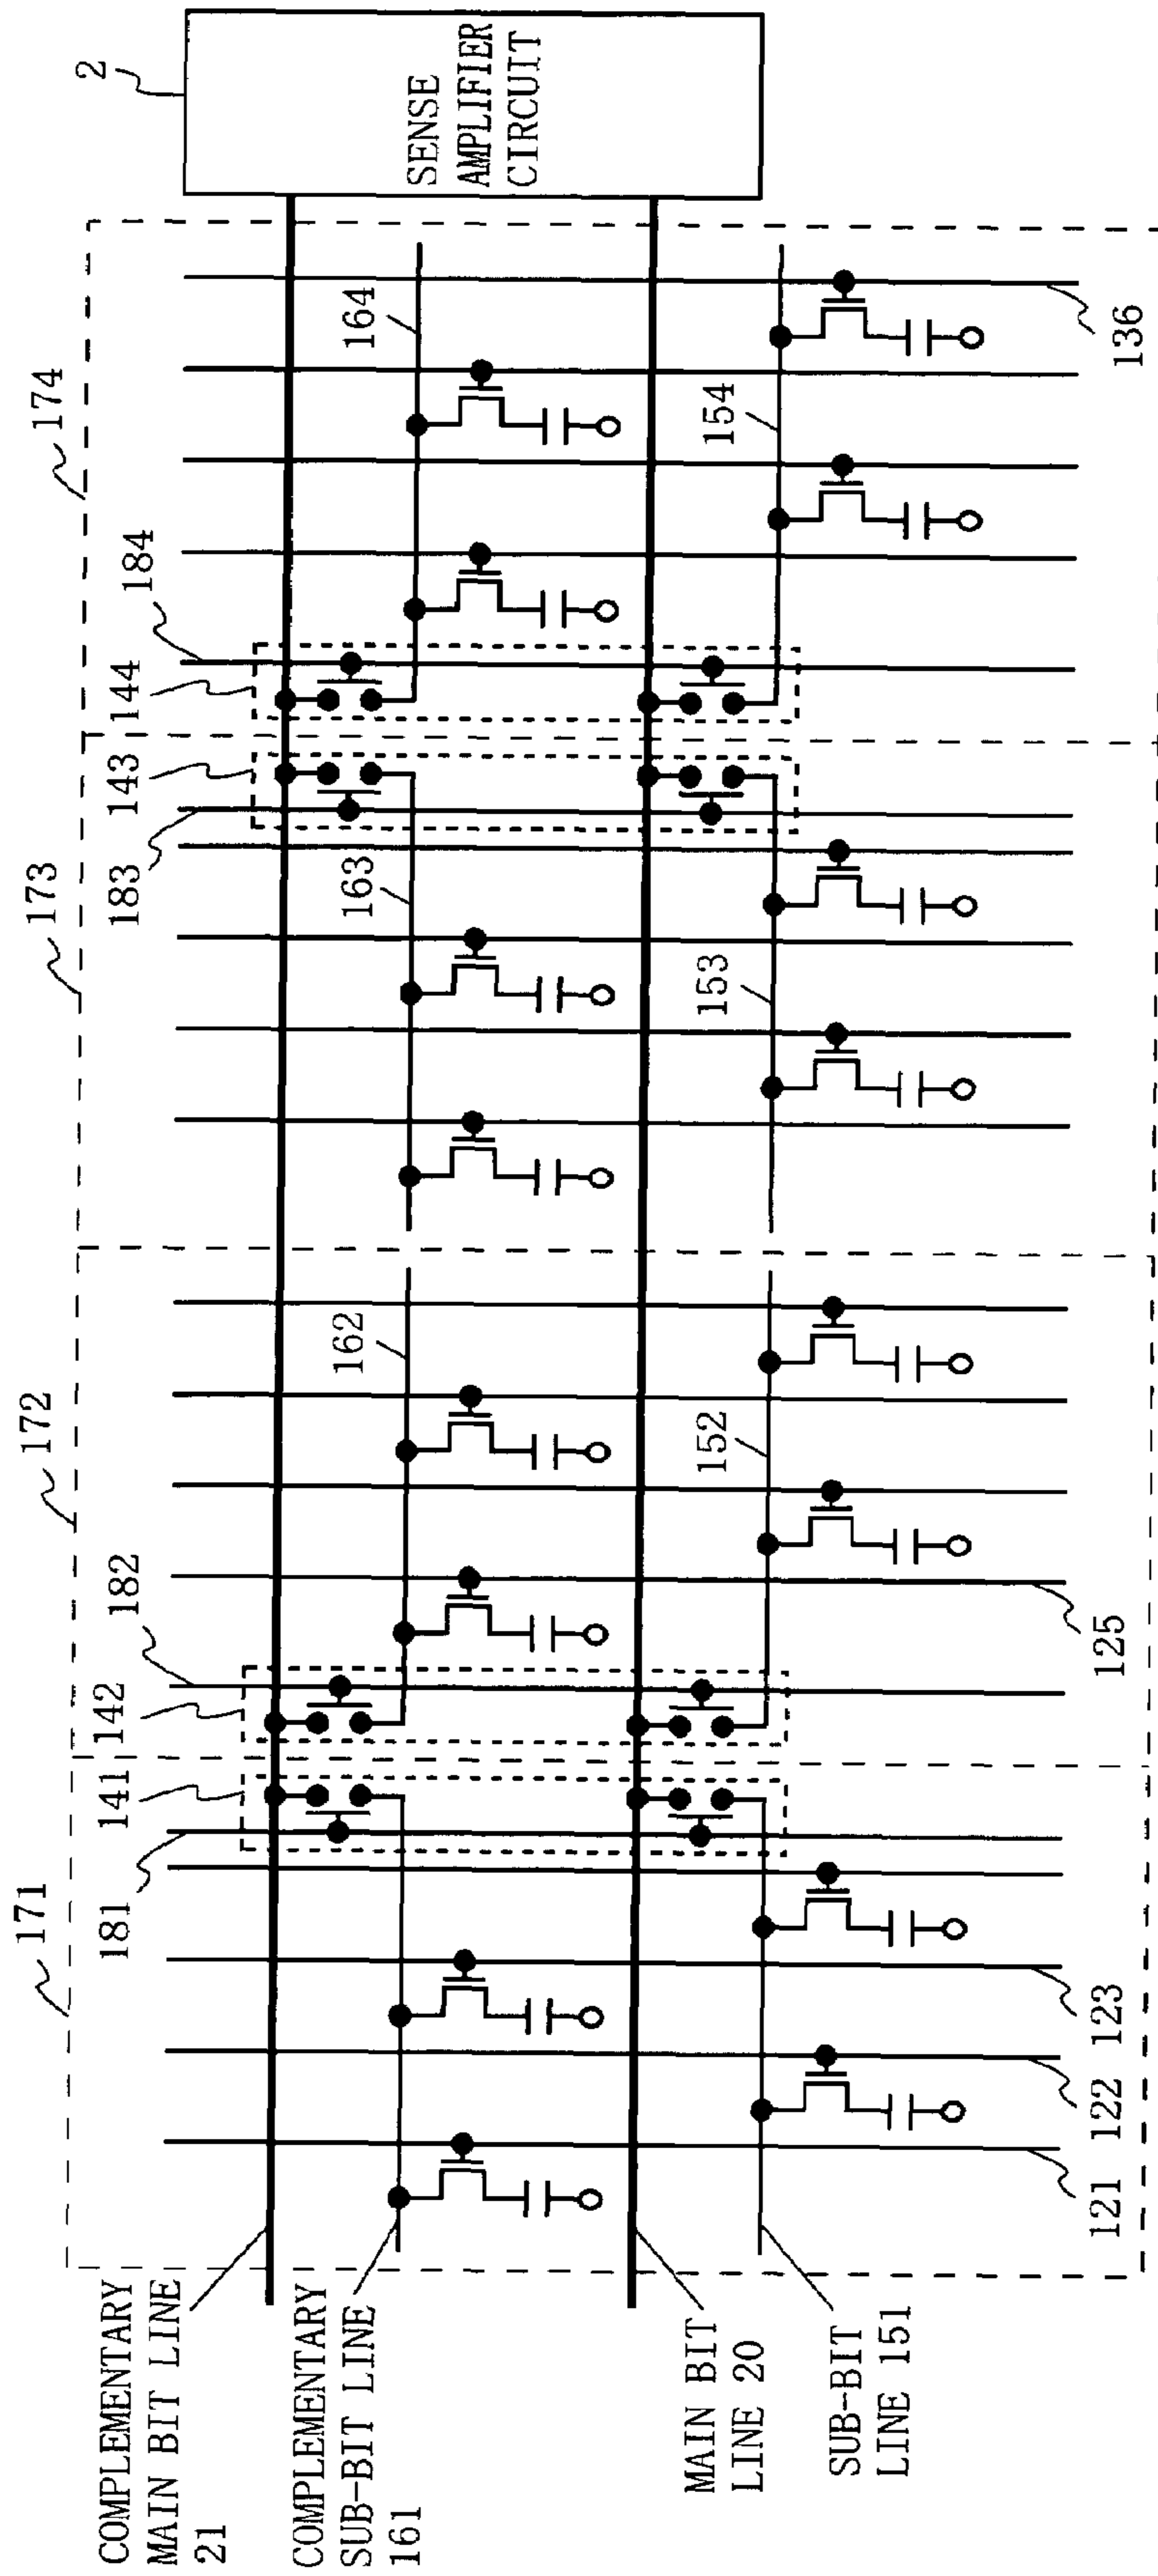 2
SENSE
AMPLIFIER
CIRCUIT
171
172
173
174
181
141
142
182
183
143
144
184
162
163
164
152
153
154
121
122
123
125
136
COMPLEMENTARY
MAIN BIT LINE
21
COMPLEMENTARY
SUB-BIT LINE
161
MAIN BIT
LINE 20
SUB-BIT
LINE 151